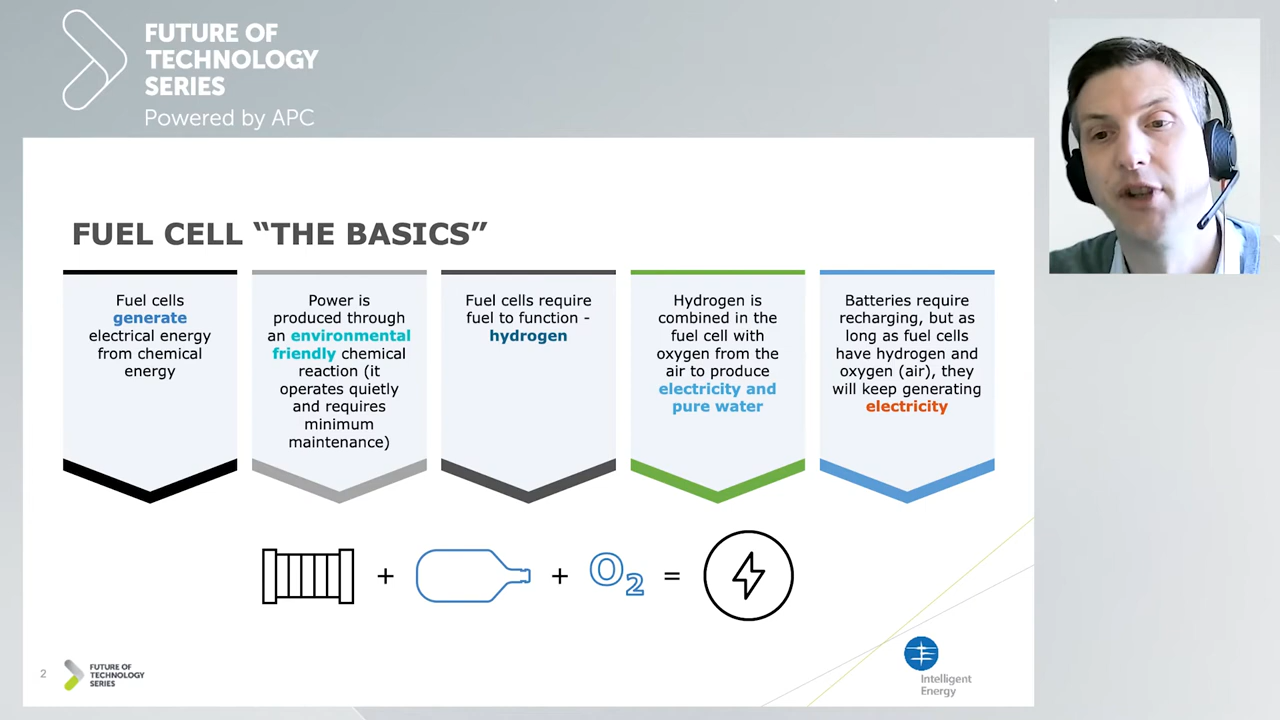 FUTURE OF
TECHNOLOGY
SERIES
Powered by APC
FUEL CELL “THE BASICS”
Fuel cells
generate
electrical energy
from chemical
energy
Power is
produced through
an environmental
friendly chemical
reaction (it
operates quietly
and requires
minimum
maintenance)
Fuel cells require
fuel to function -
hydrogen
Hydrogen is
combined in the
fuel cell with
oxygen from the
air to produce
electricity and
pure water
Batteries require
recharging, but as
long as fuel cells
have hydrogen and
oxygen (air), they
will keep generating
electricity
+ + O2 =
2
FUTURE OF
TECHNOLOGY
SERIES
Intelligent
Energy